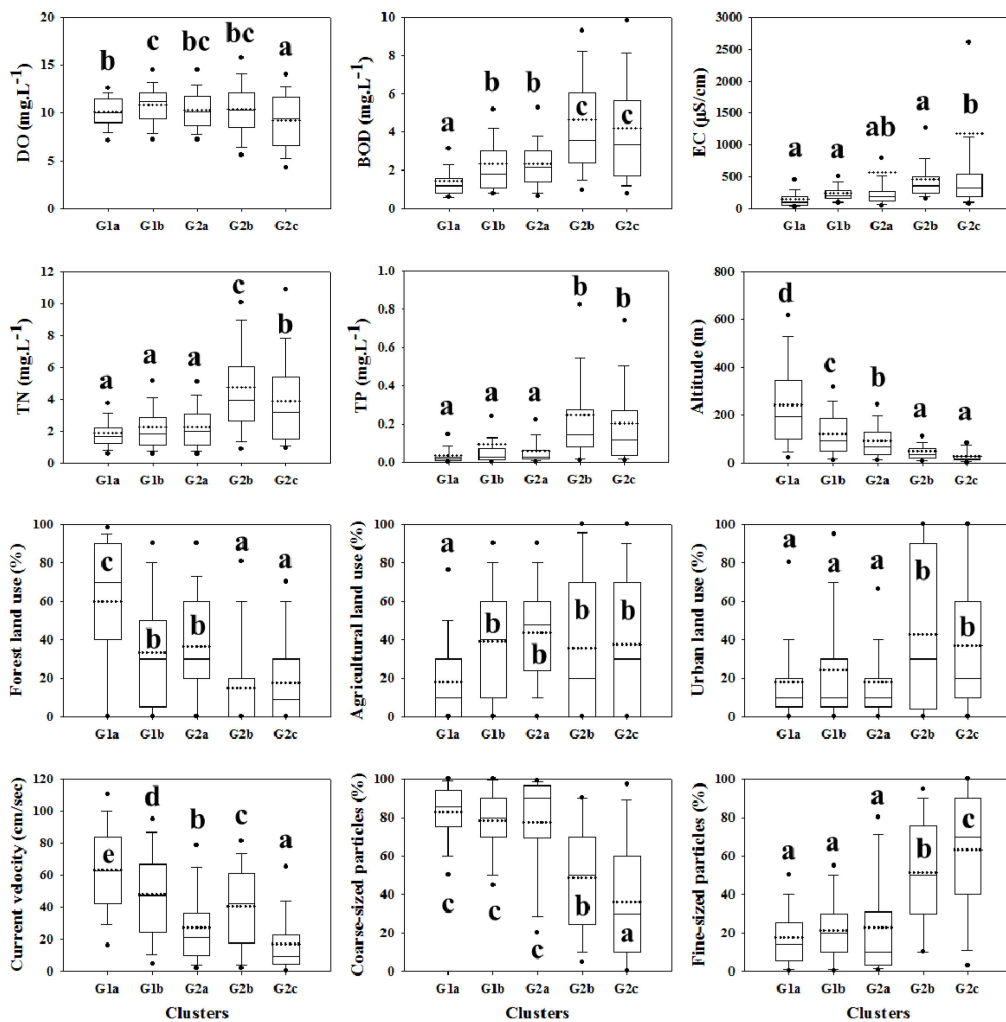 DO (mg.L-1)
20
15
10
5
0
b
c
bc
bc
a
G1a G1b G2a G2b G2c
BOD (mg.L-1)
10
8
6
4
2
0
a
b
b
c
c
G1a G1b G2a G2b G2c
EC (µS/cm)
3000
2500
2000
1500
1000
500
0
a
a
ab
a
b
G1a G1b G2a G2b G2c
TN (mg.L-1)
12
10
8
6
4
2
0
a
a
a
c
b
G1a G1b G2a G2b G2c
TP (mg.L-1)
1.0
0.8
0.6
0.4
0.2
0.0
a
a
a
b
b
G1a G1b G2a G2b G2c
Altitude (m)
800
600
400
200
0
d
c
b
a
a
G1a G1b G2a G2b G2c
Forest land use (%)
100
80
60
40
20
0
c
b
b
a
a
G1a G1b G2a G2b G2c
Agricultural land use (%)
100
80
60
40
20
0
a
b
b
b
b
G1a G1b G2a G2b G2c
Urban land use (%)
100
80
60
40
20
0
a
a
a
b
b
G1a G1b G2a G2b G2c
Current velocity (cm/sec)
120
100
80
60
40
20
0
e
d
b
c
a
G1a G1b G2a G2b G2c
Clusters
Coarse-sized particles (%)
100
80
60
40
20
0
c
c
c
b
a
G1a G1b G2a G2b G2c
Clusters
Fine-sized particles (%)
100
80
60
40
20
0
a
a
a
b
c
G1a G1b G2a G2b G2c
Clusters